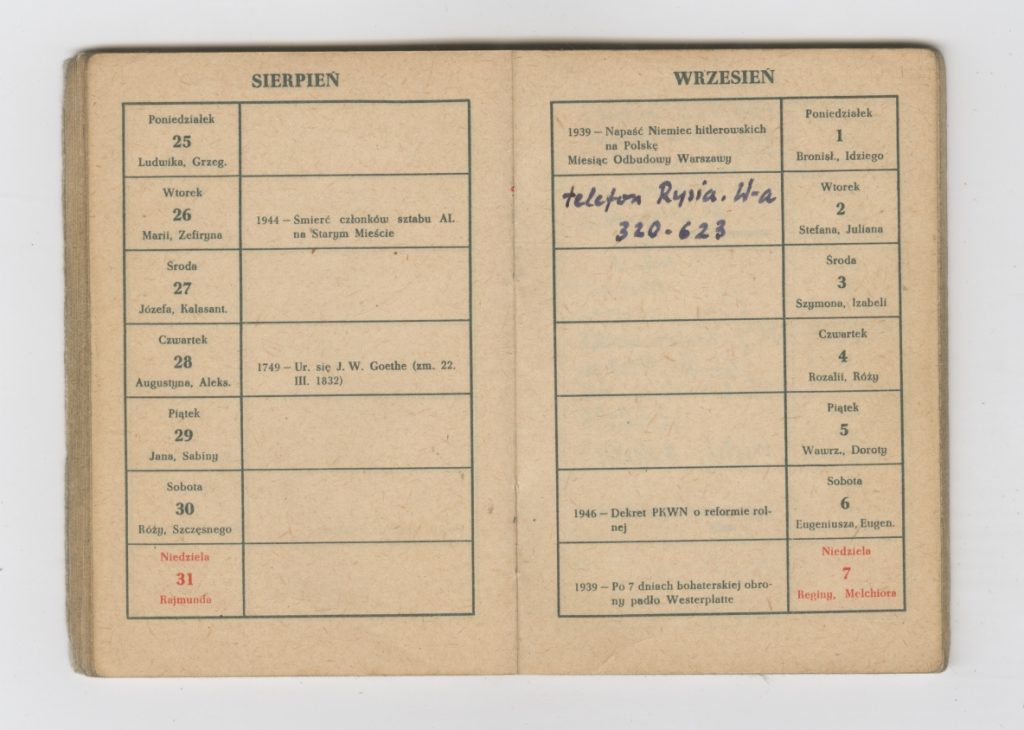 SIERPIEŃ
Poniedziałek
25
Ludwika, Grzeg.
Wtorek
26
Marii, Zefiryna
1944 – Śmierć członków sztabu AL
na Starym Mieście
Środa
27
Józefa, Kalasant.
Czwartek
28
Augustyna, Aleks.
1749 – Ur. się J. W. Goethe (zm. 22.
III. 1832)
Piątek
29
Jana, Sabiny
Sobota
30
Róży, Szczęsnego
Niedziela
31
Rajmunda
WRZESIEŃ
1939 – Napaść Niemiec hitlerowskich
na Polskę
Miesiąc Odbudowy Warszawy
Poniedziałek
1
Bronisł., Idziego
telefon Rysia. W-a
320-623
Wtorek
2
Stefana, Juliana
Środa
3
Szymona, Izabeli
Czwartek
4
Rozalii, Róży
Piątek
5
Wawrz., Doroty
1946 – Dekret PKWN o reformie rol-
nej
Sobota
6
Eugeniusza, Eugen.
1939 – Po 7 dniach bohaterskiej obro-
ny padło Westerplatte
Niedziela
7
Reginy, Melchiora